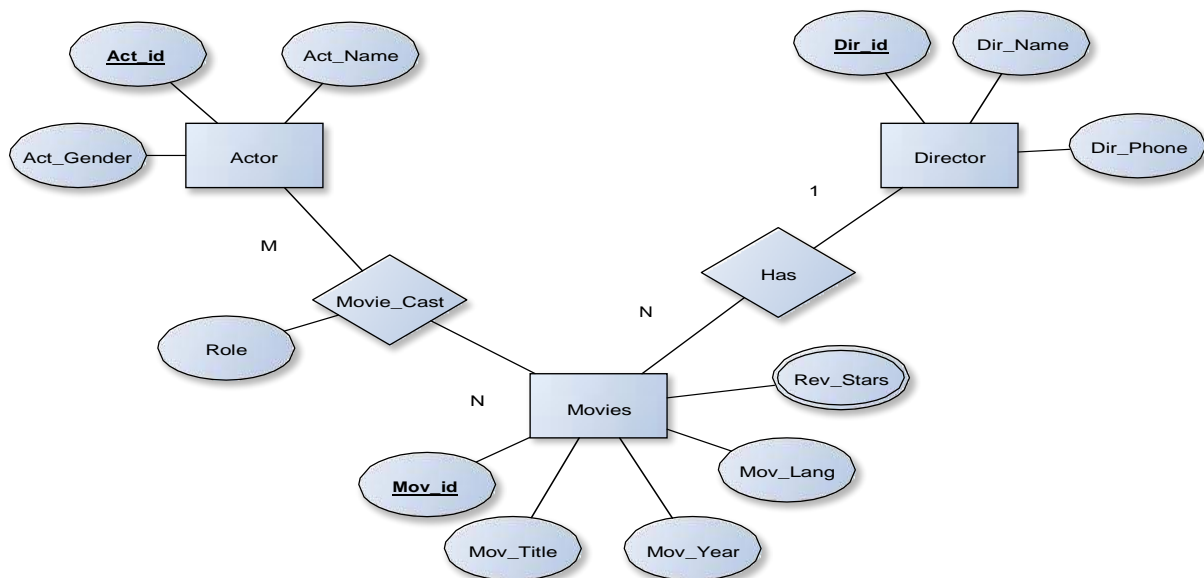 Act_id
Act_Name
Dir_id
Dir_Name
Act_Gender
Actor
Director
Dir_Phone
1
M
Has
Movie_Cast
N
Role
Rev_Stars
N
Movies
Mov_Lang
Mov_id
Mov_Title
Mov_Year